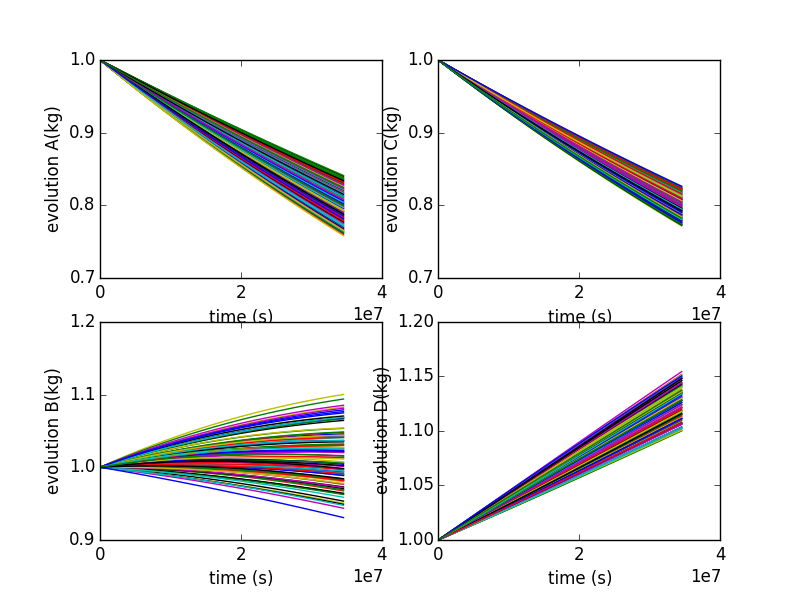 1.0
0.9
0.8
0.7
evolution A(kg)
0 2 4
time (s)
1e7
1.0
0.9
0.8
0.7
evolution C(kg)
0 2 4
time (s)
1e7
1.2
1.1
1.0
0.9
evolution B(kg)
0 2 4
time (s)
1e7
1.20
1.15
1.10
1.05
1.00
evolution D(kg)
0 2 4
time (s)
1e7